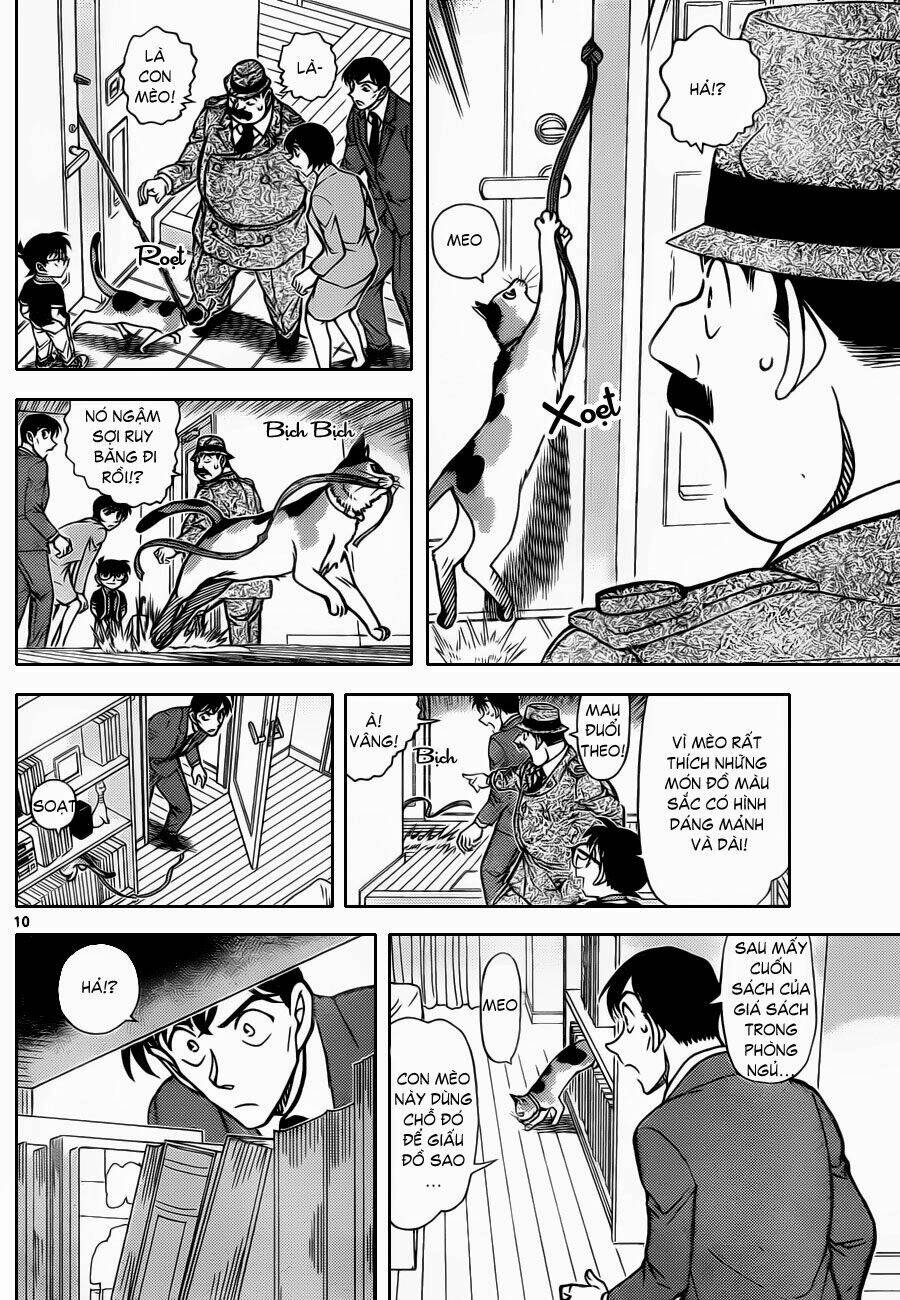 HẢ!?
MEO
Xoẹt
LÀ-
LÀ
CON
MÈO!
Roẹt
NÓ NGẬM
SỢI RUY
BĂNG ĐI
RỒI!?
Bịch Bịch
VÌ MÈO RẤT
THÍCH NHỮNG
MÓN ĐỒ MÀU
SẮC CÓ HÌNH
DÁNG MẢNH
VÀ DÀI!
MAU
ĐUỔI
THEO!
À!
VÂNG!
Bịch
SOẠT
10
SAU MẤY
CUỐN
SÁCH CỦA
GIÁ SÁCH
TRONG
PHÒNG
NGỦ...
MEO
CON MÈO
NÀY DÙNG
CHỖ ĐÓ
ĐỂ GIẤU
ĐỒ SAO
...
HẢ!?